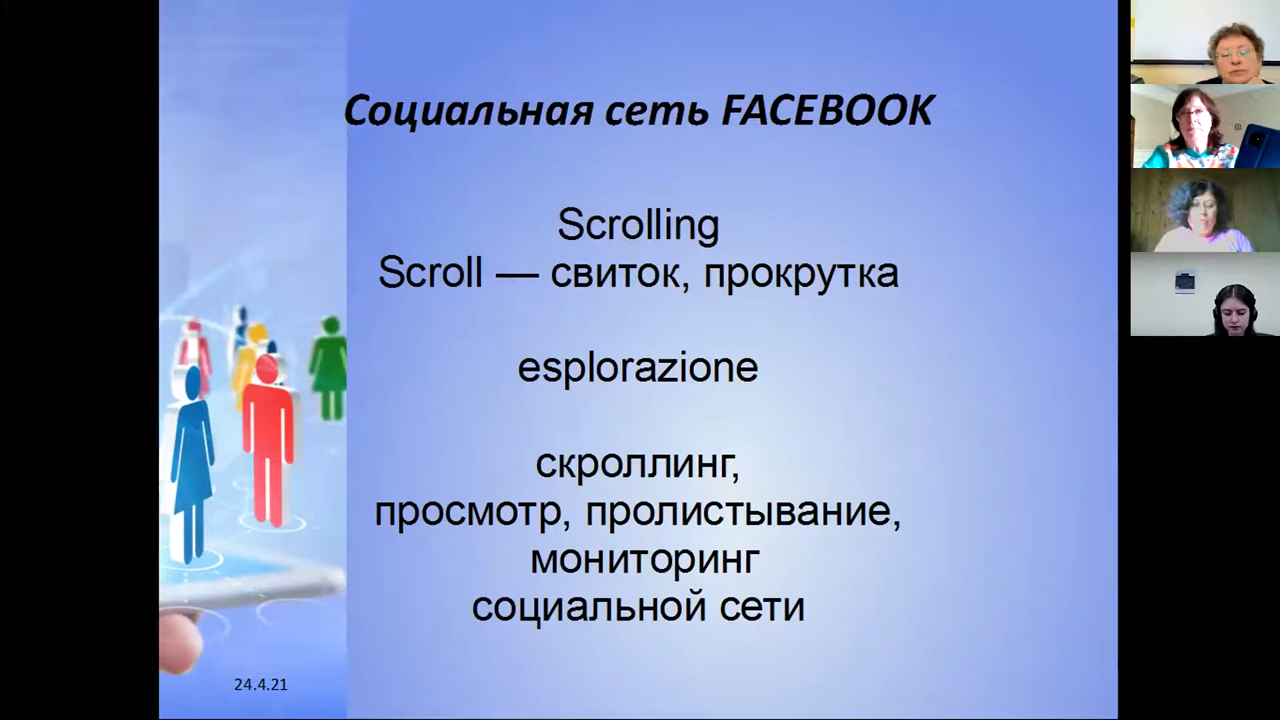 Социальная сеть FACEBOOK
Scrolling
Scroll — свиток, прокрутка
esplorazione
скроллинг,
просмотр, пролистывание,
мониторинг
социальной сети
24.4.21